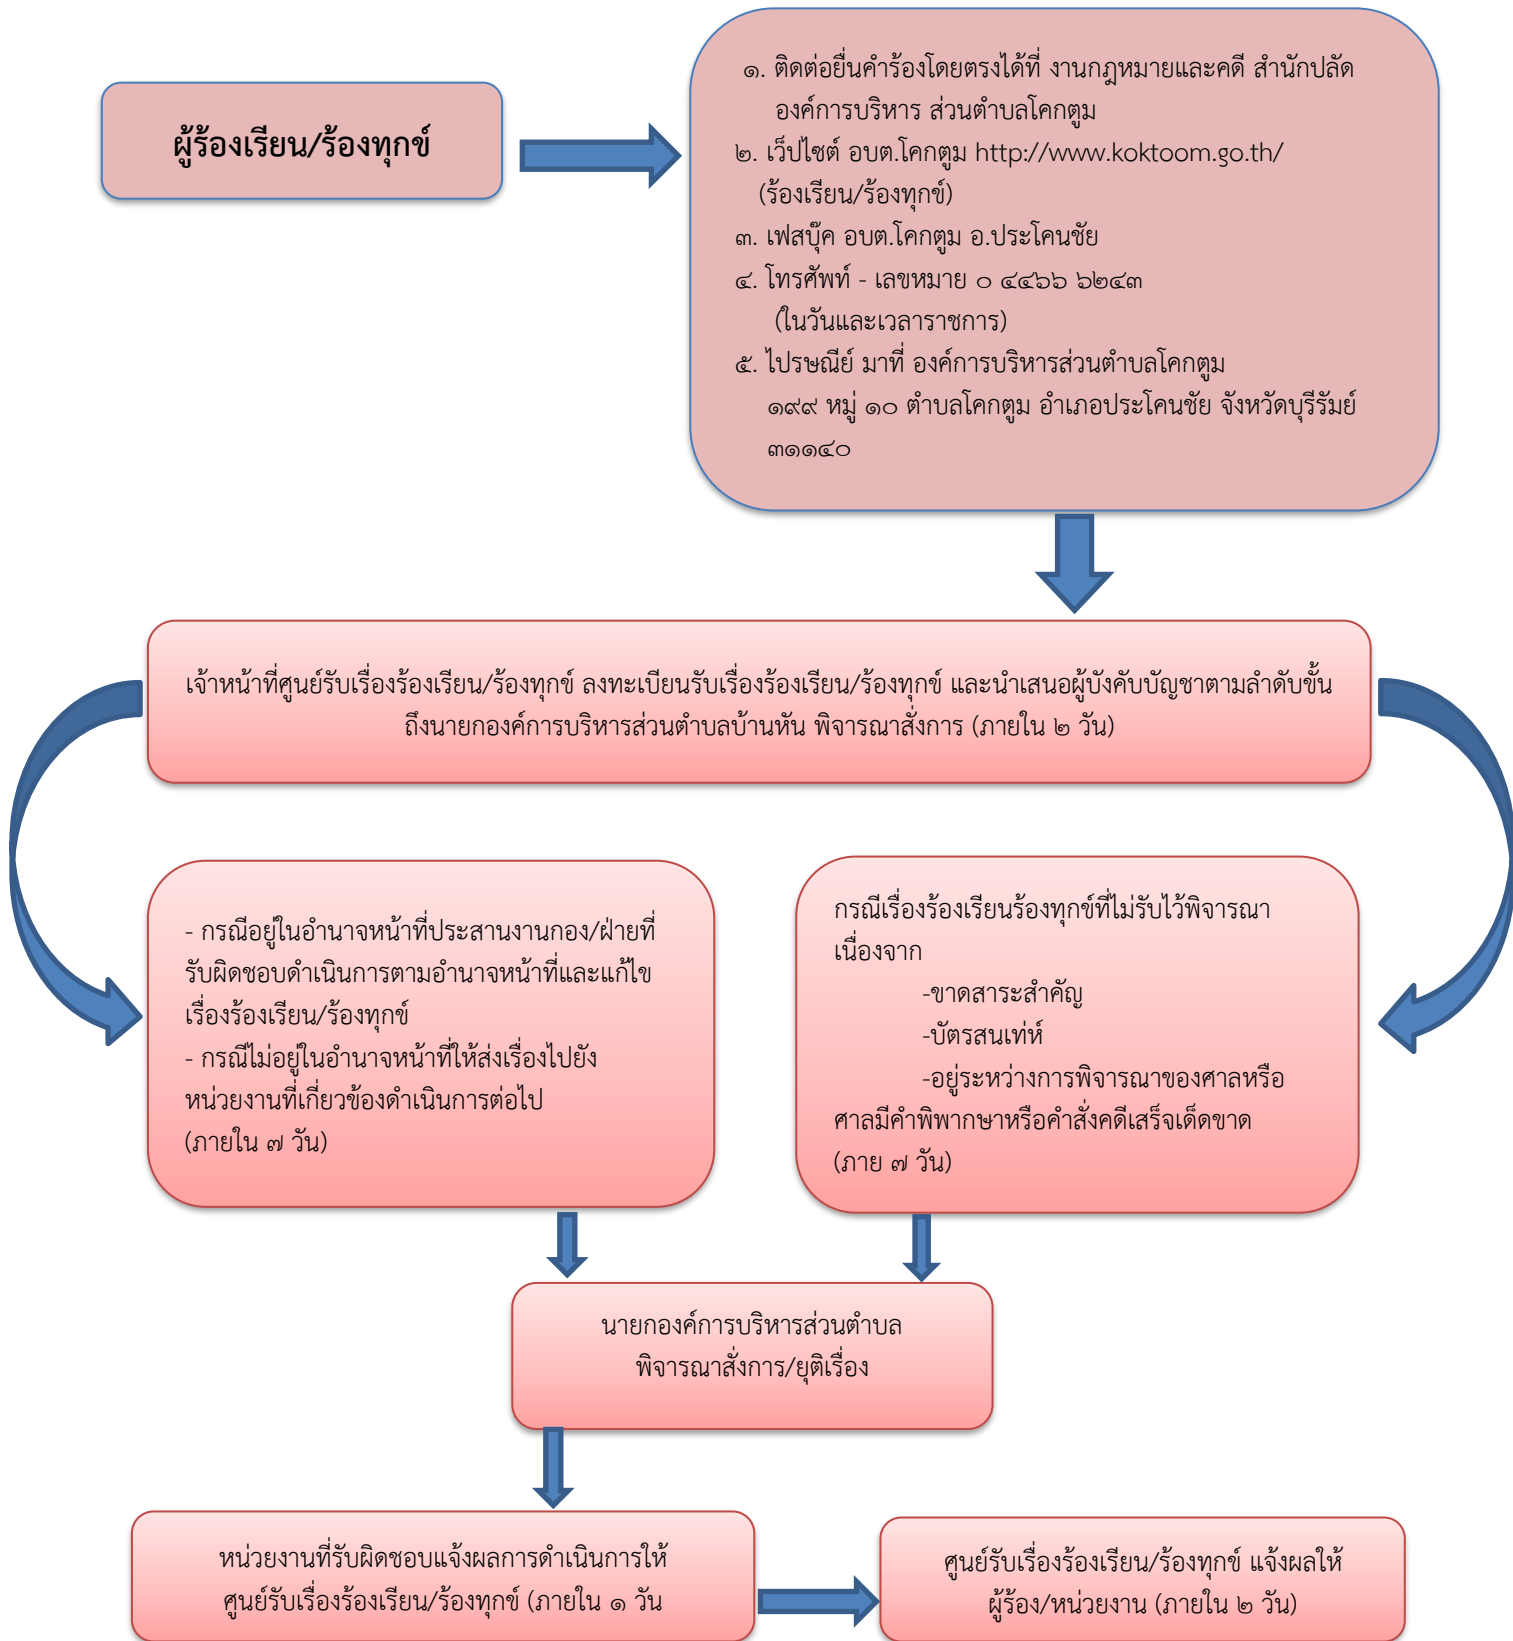 ผู้ร้องเรียน/ร้องทุกข์
๑. ติดต่อยื่นคำร้องโดยตรงได้ที่ งานกฎหมายและคดี สำนักปลัด
องค์การบริหาร ส่วนตำบลโคกตูม
๒. เว็ปไซต์ อบต.โคกตูม http://www.koktoom.go.th/
(ร้องเรียน/ร้องทุกข์)
๓. เฟสบุ๊ค อบต.โคกตูม อ.ประโคนชัย
๔. โทรศัพท์ - เลขหมาย ๐ ๔๔๖๖ ๖๒๔๓
(ในวันและเวลาราชการ)
๕. ไปรษณีย์ มาที่ องค์การบริหารส่วนตำบลโคกตูม
๑๙๙ หมู่ ๑๐ ตำบลโคกตูม อำเภอประโคนชัย จังหวัดบุรีรัมย์
๓๑๑๔๐
เจ้าหน้าที่ศูนย์รับเรื่องร้องเรียน/ร้องทุกข์ ลงทะเบียนรับเรื่องร้องเรียน/ร้องทุกข์ และนำเสนอผู้บังคับบัญชาตามลำดับขั้น
ถึงนายกองค์การบริหารส่วนตำบลบ้านหัน พิจารณาสั่งการ (ภายใน ๒ วัน)
- กรณีอยู่ในอำนาจหน้าที่ประสานงานกอง/ฝ่ายที่
รับผิดชอบดำเนินการตามอำนาจหน้าที่และแก้ไข
เรื่องร้องเรียน/ร้องทุกข์
- กรณีไม่อยู่ในอำนาจหน้าที่ให้ส่งเรื่องไปยัง
หน่วยงานที่เกี่ยวข้องดำเนินการต่อไป
(ภายใน ๗ วัน)
กรณีเรื่องร้องเรียนร้องทุกข์ที่ไม่รับไว้พิจารณา
เนื่องจาก
-ขาดสาระสำคัญ
-บัตรสนเท่ห์
-อยู่ระหว่างการพิจารณาของศาลหรือ
ศาลมีคำพิพากษาหรือคำสั่งคดีเสร็จเด็ดขาด
(ภาย ๗ วัน)
นายกองค์การบริหารส่วนตำบล
พิจารณาสั่งการ/ยุติเรื่อง
หน่วยงานที่รับผิดชอบแจ้งผลการดำเนินการให้
ศูนย์รับเรื่องร้องเรียน/ร้องทุกข์ (ภายใน ๑ วัน
ศูนย์รับเรื่องร้องเรียน/ร้องทุกข์ แจ้งผลให้
ผู้ร้อง/หน่วยงาน (ภายใน ๒ วัน)